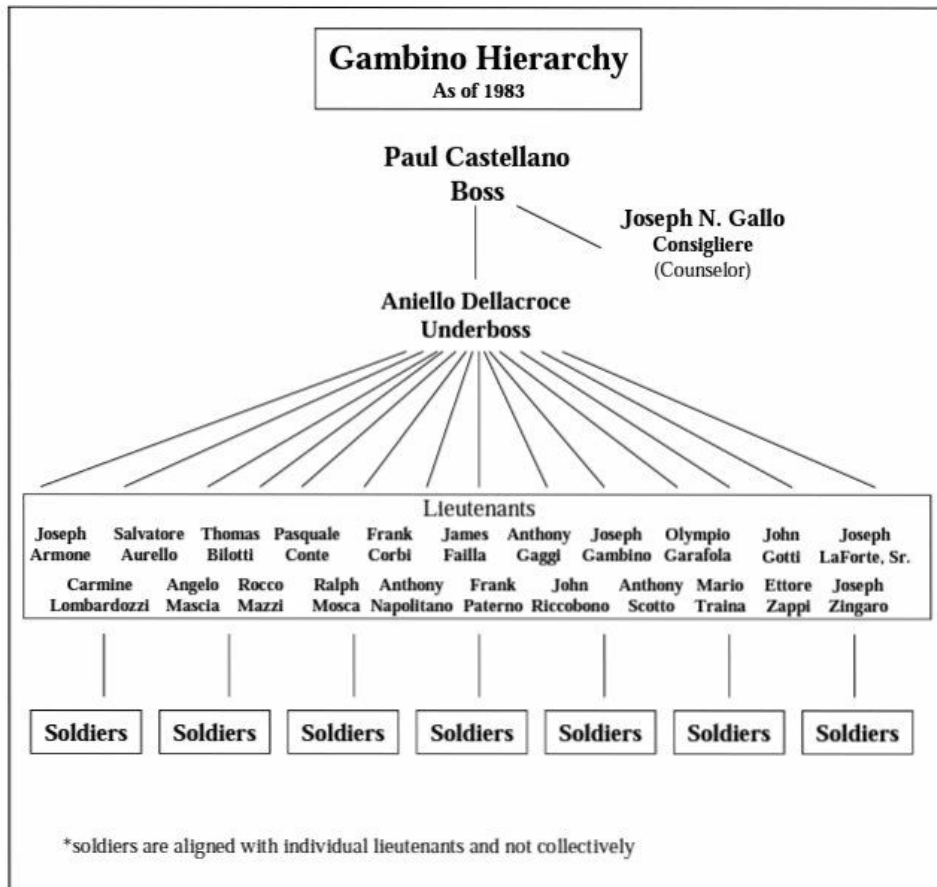 Gambino Hierarchy
As of 1983
Paul Castellano
Boss
Joseph N. Gallo
Consigliere
(Counselor)
Aniello Dellacroce
Underboss
Lieutenants
Joseph Salvatore Thomas Pasquale Frank James Anthony Joseph Olympio John Joseph
Armone Aurello Bilotti Conte Corbi Failla Gaggi Gambino Garafola Gotti LaForte, Sr.
Carmine Angelo Rocco Ralph Anthony Frank John Anthony Mario Ettore Joseph
Lombardozzi Mascia Mazzi Mosca Napolitano Paterno Riccobono Scotto Traina Zappi Zingaro
Soldiers Soldiers Soldiers Soldiers Soldiers Soldiers Soldiers
*soldiers are aligned with individual lieutenants and not collectively